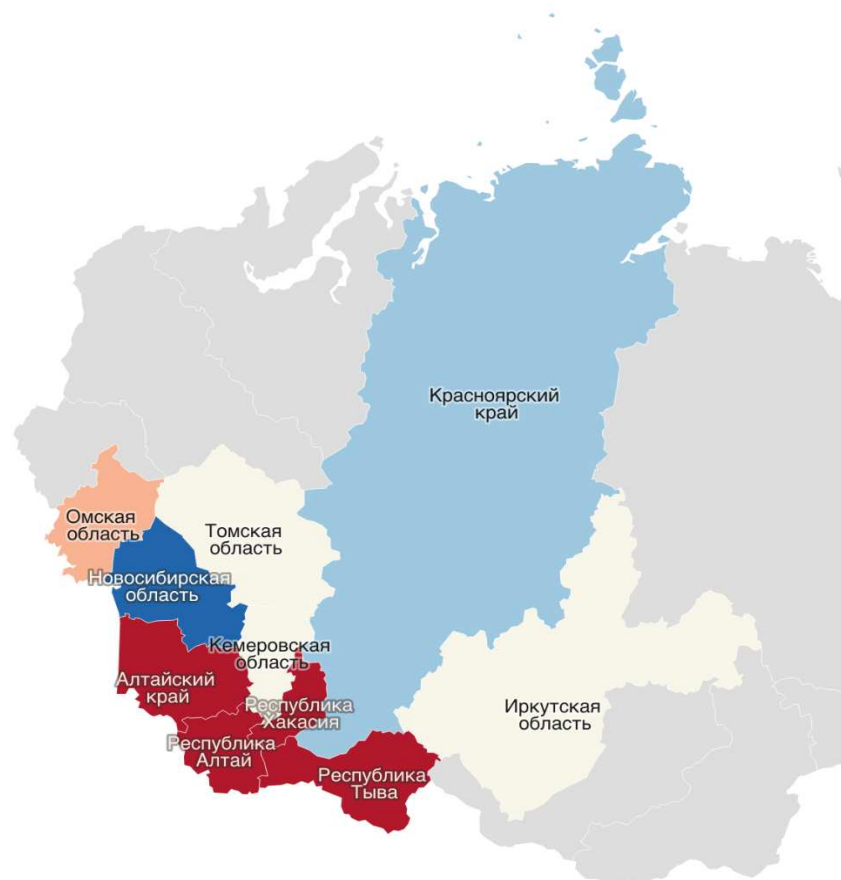 Красноярский
край
Омская
область
Томская
область
Новосибирская
область
Кемеровская
область
Алтайский
край
Республика
Хакасия
Иркутская
область
Республика
Алтай
Республика
Тыва